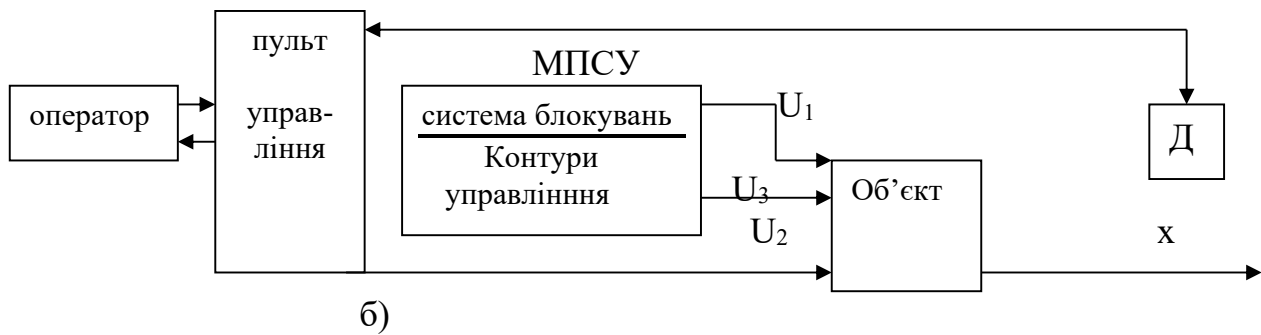 пульт
управ-
ління
оператор
МПСУ
система блокувань
Контури
управлінння
U₁
U₃
U₂
Об’єкт
Д
х
б)